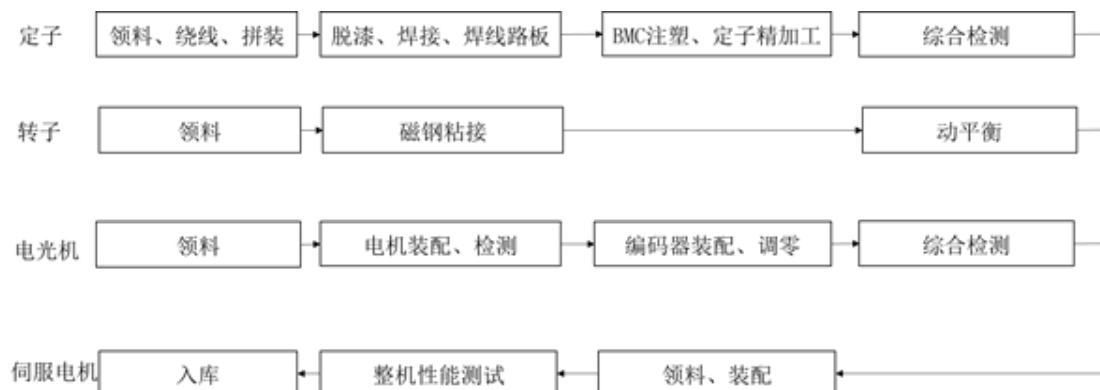 定子 领料、绕线、拼装 脱漆、焊接、焊线路板 BMC注塑、定子精加工 综合检测
转子 领料 磁钢粘接 动平衡
电光机 领料 电机装配、检测 编码器装配、调零 综合检测
伺服电机 入库 整机性能测试 领料、装配